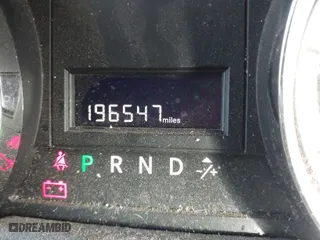 196547 miles
P R N D -/+
DREAMBID